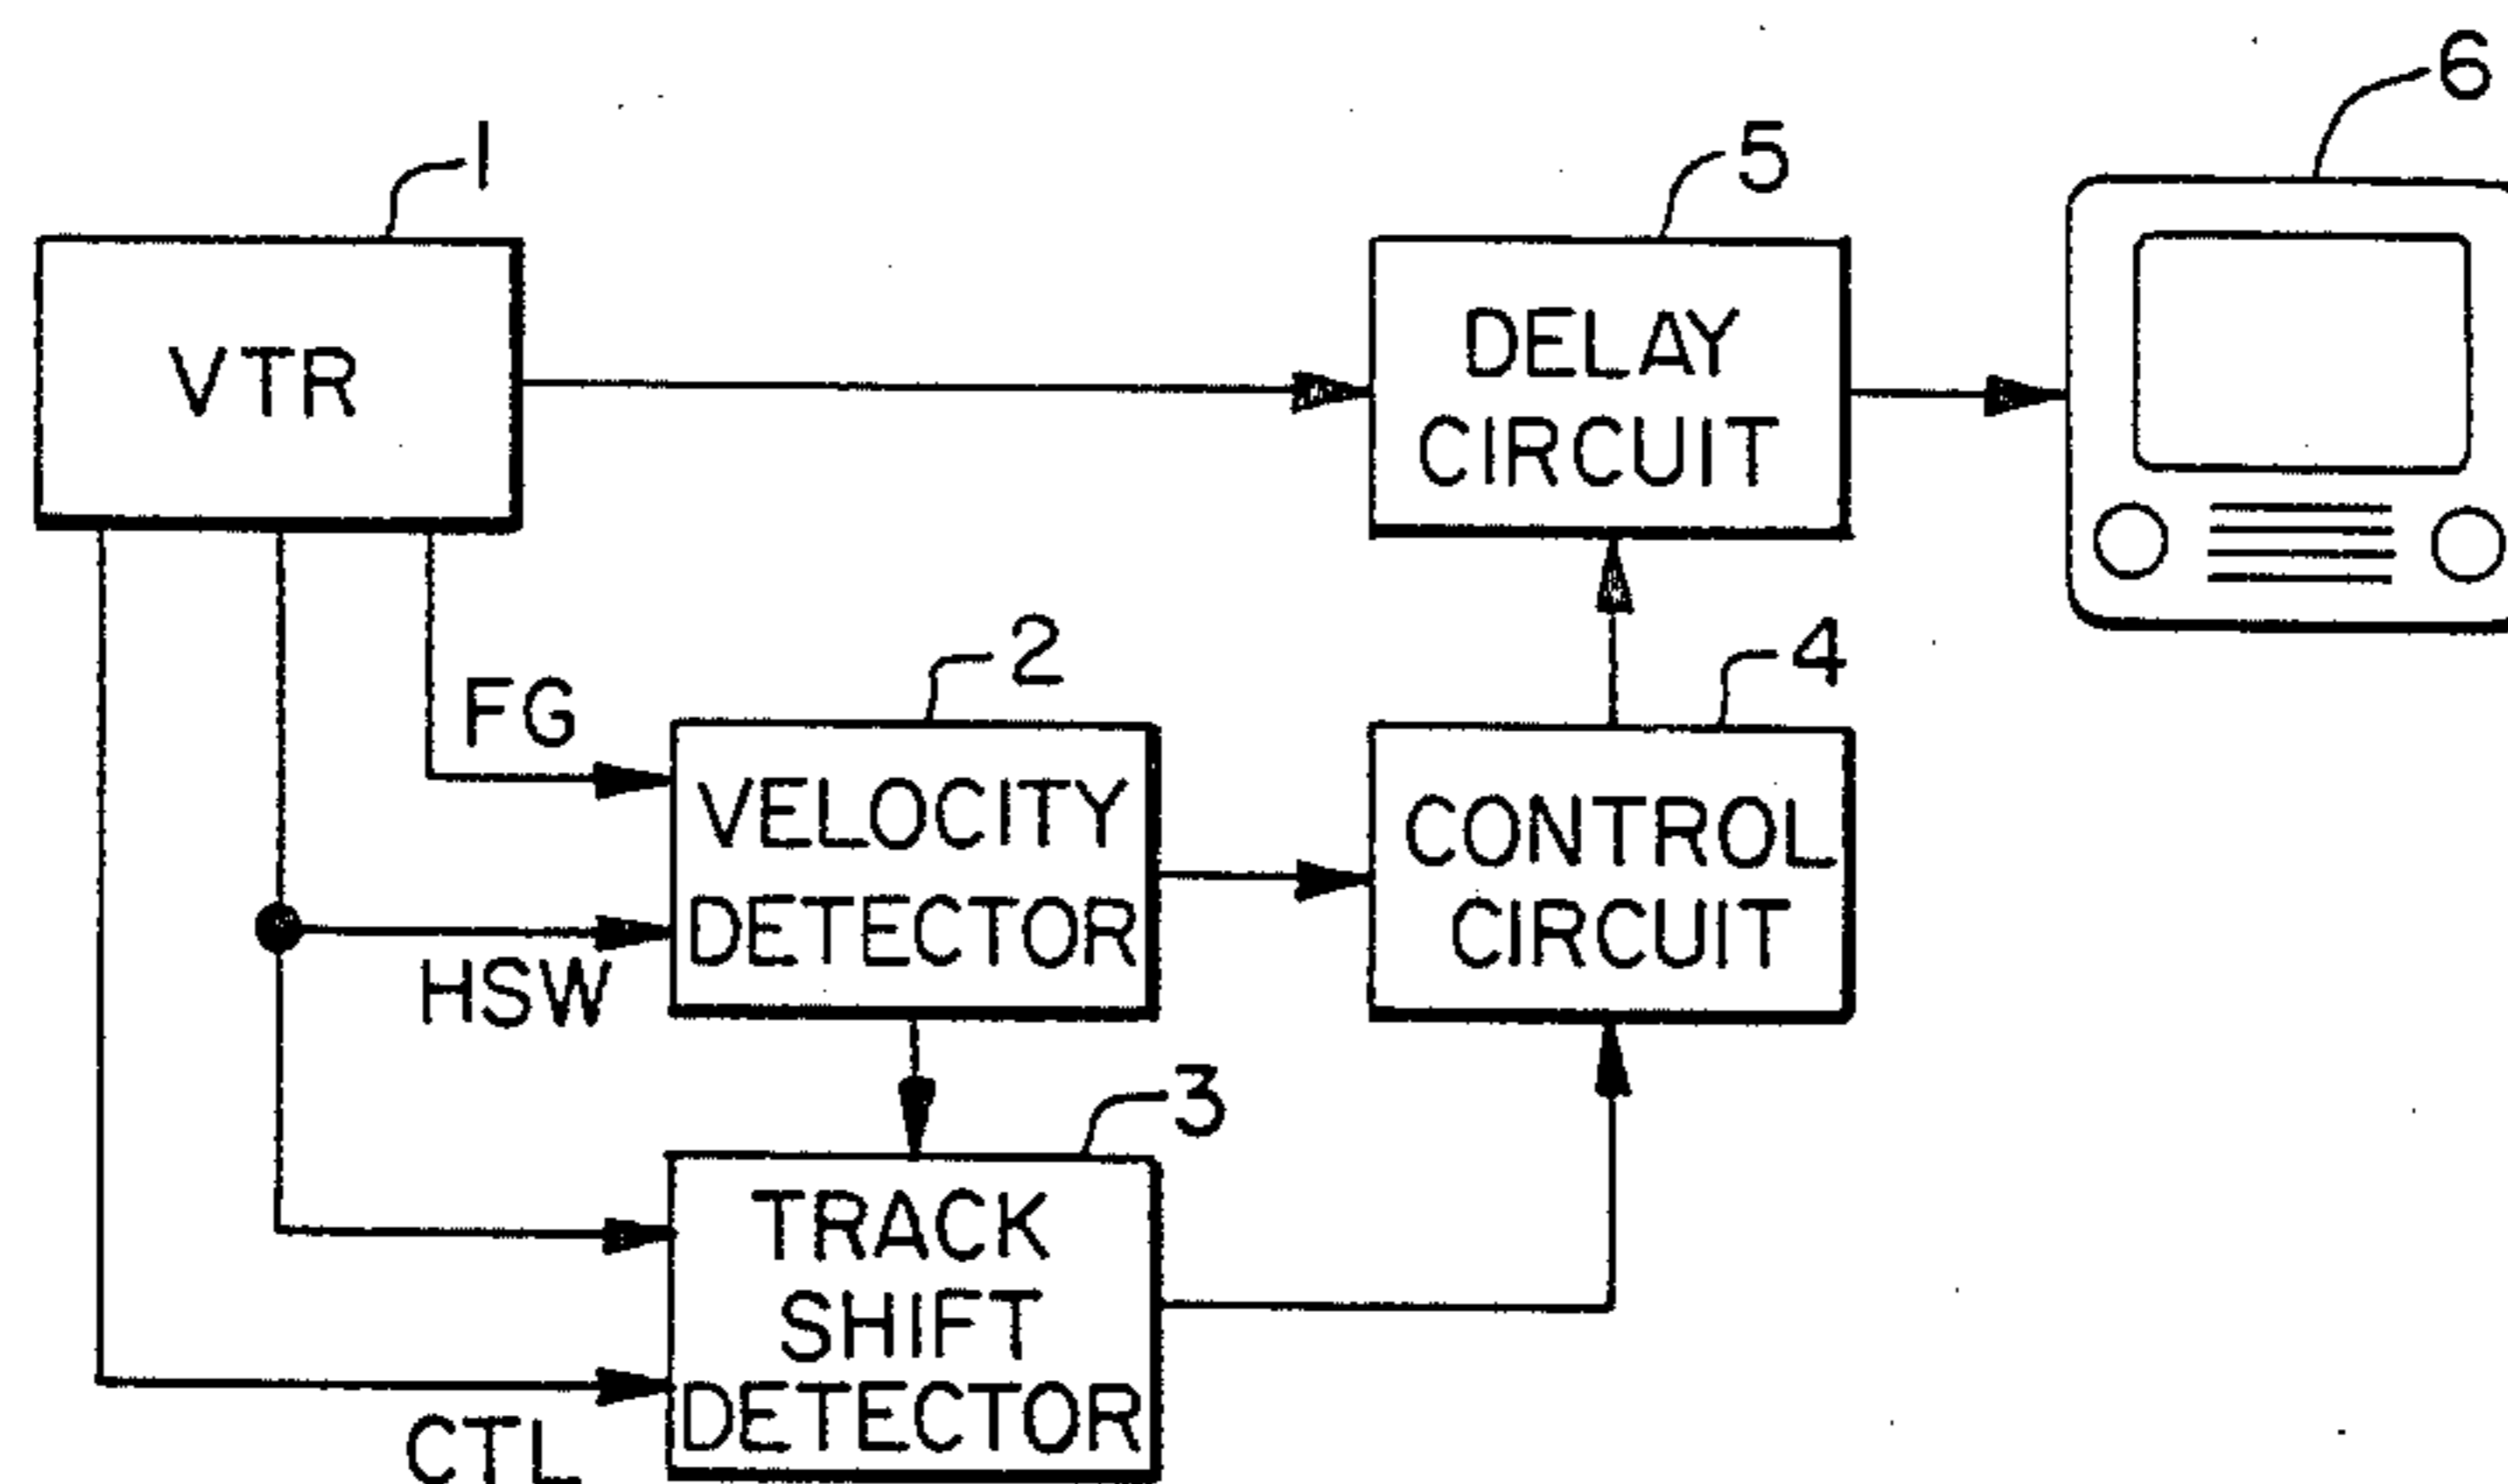 6
1
5
VTR
DELAY
CIRCUIT
2
4
FG
VELOCITY
DETECTOR
CONTROL
CIRCUIT
HSW
3
TRACK
SHIFT
DETECTOR
CTL